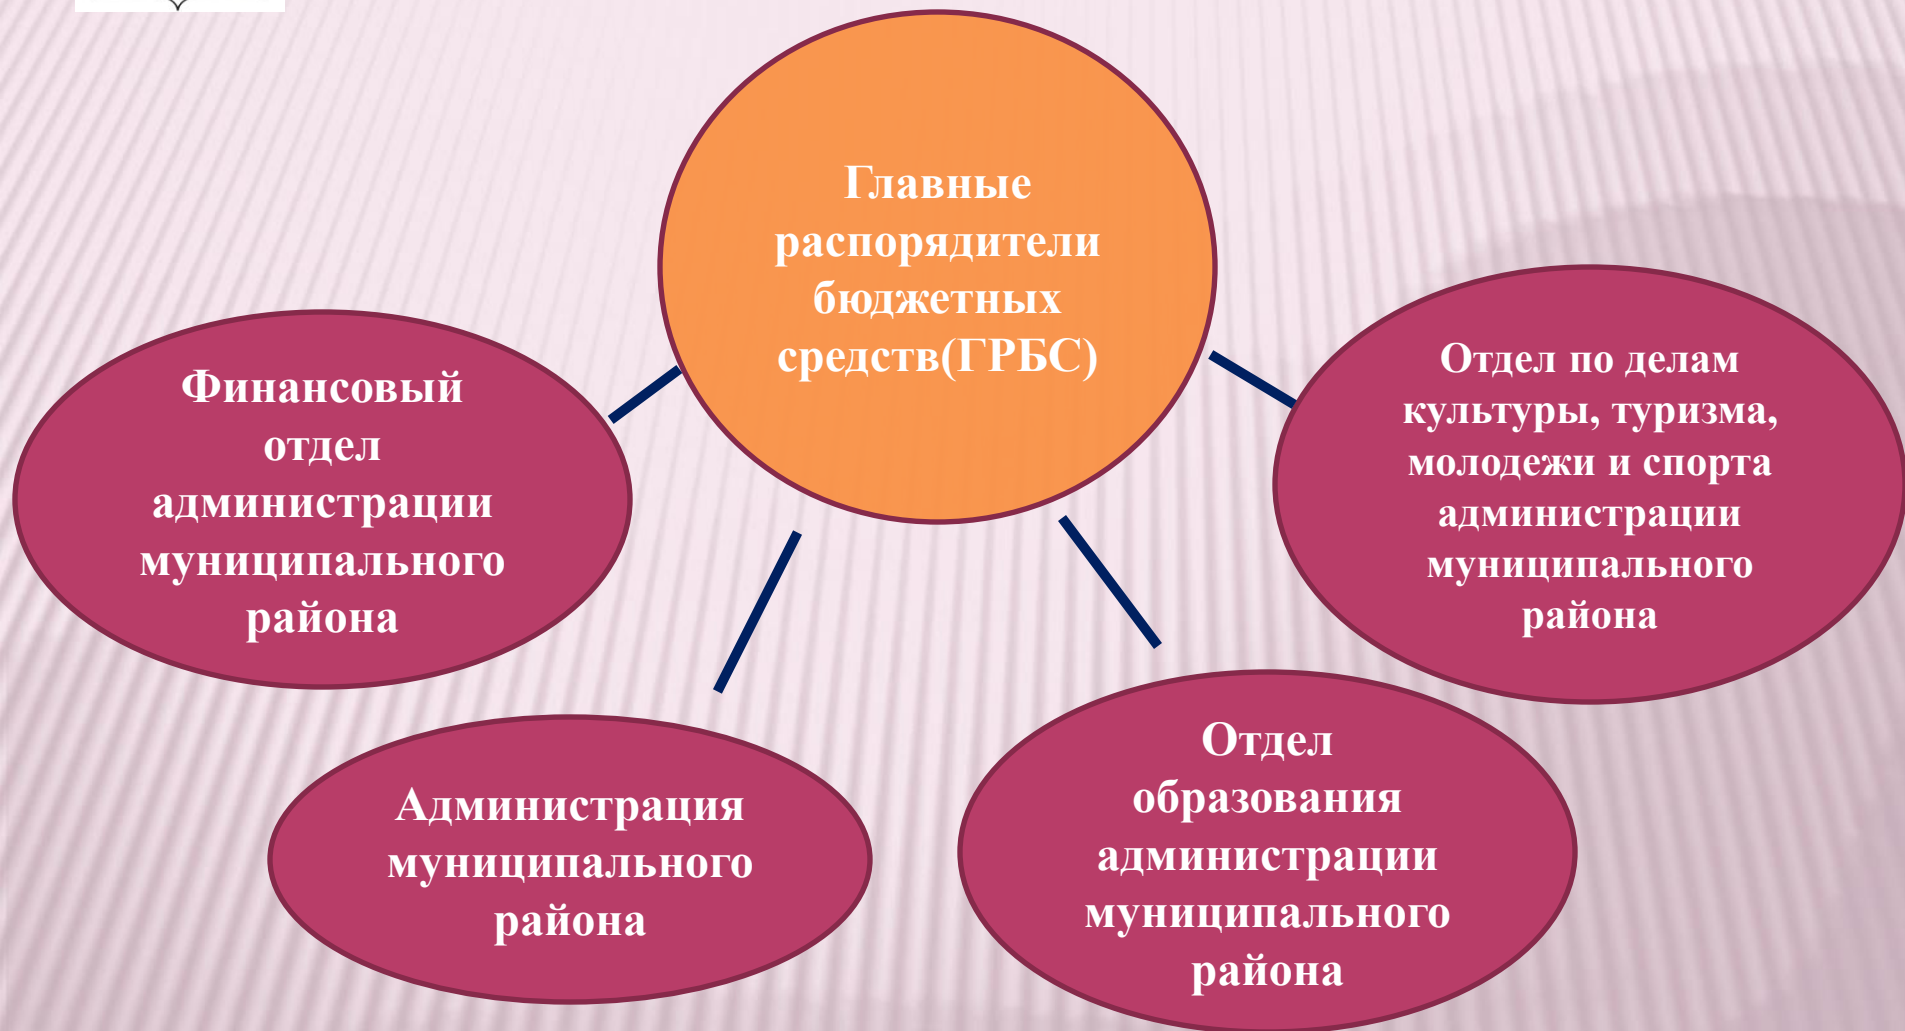 Главные
распорядители
бюджетных
средств(ГРБС)
Финансовый
отдел
администрации
муниципального
района
Отдел по делам
культуры, туризма,
молодежи и спорта
администрации
муниципального
района
Администрация
муниципального
района
Отдел
образования
администрации
муниципального
района